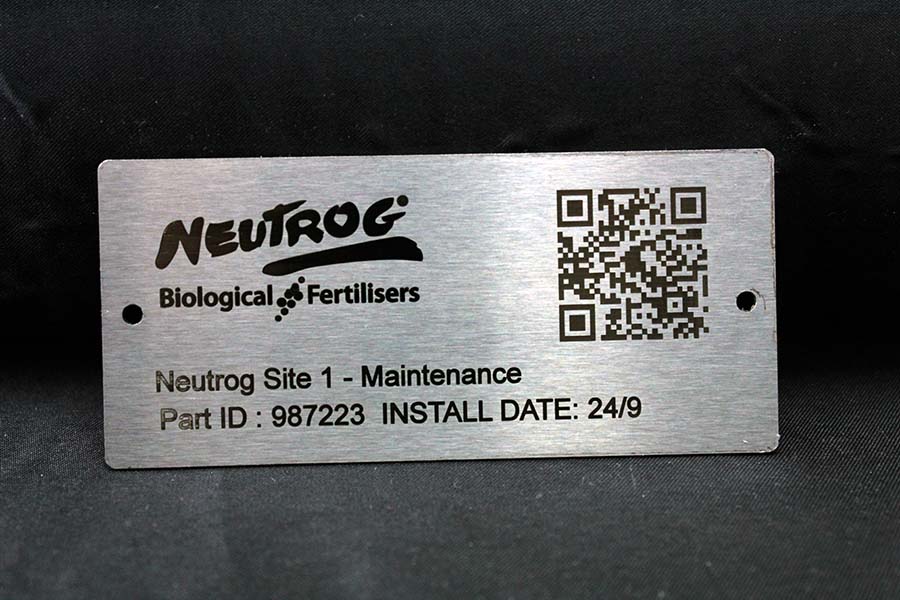 NEUTROG
Biological Fertilisers
Neutrog Site 1 - Maintenance
Part ID : 987223 INSTALL DATE: 24/9